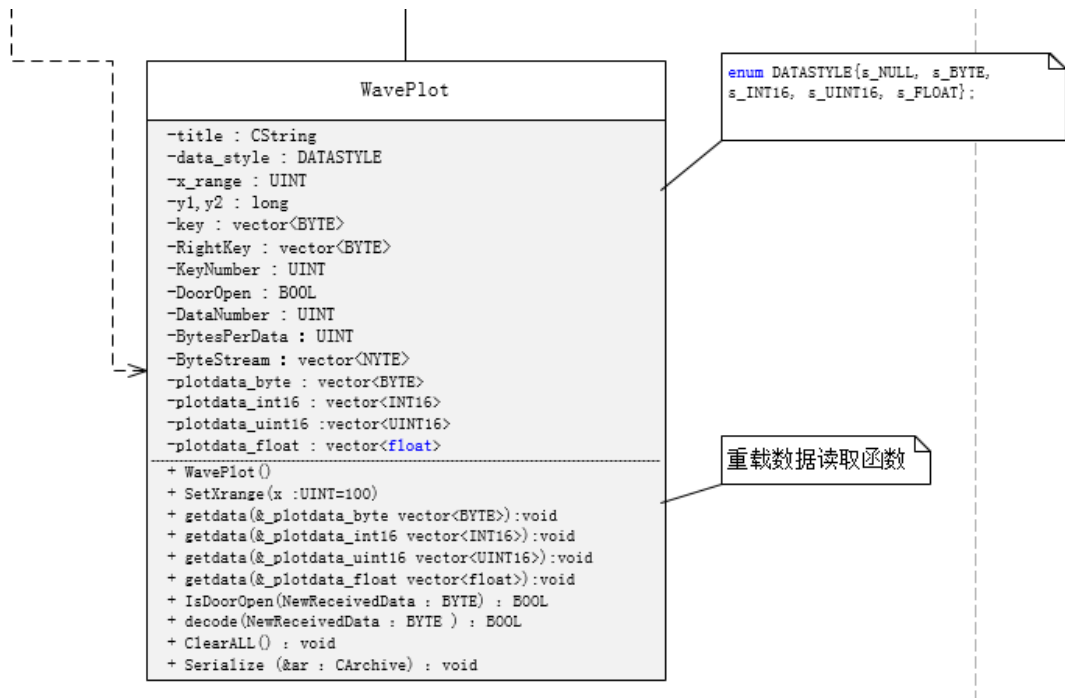 WavePlot
-title : CString
-data_style : DATASTYLE
-x_range : UINT
-y1,y2 : long
-key : vector<BYTE>
-RightKey : vector<BYTE>
-KeyNumber : UINT
-DoorOpen : BOOL
-DataNumber : UINT
-BytesPerData : UINT
-ByteStream : vector<NYTE>
-plotdata_byte : vector<BYTE>
-plotdata_int16 : vector<INT16>
-plotdata_uint16 :vector<UINT16>
-plotdata_float : vector<float>
+ WavePlot()
+ SetXrange(x :UINT=100)
+ getdata(&_plotdata_byte vector<BYTE>):void
+ getdata(&_plotdata_int16 vector<INT16>):void
+ getdata(&_plotdata_uint16 vector<UINT16>):void
+ getdata(&_plotdata_float vector<float>):void
+ IsDoorOpen(NewReceivedData : BYTE) : BOOL
+ decode(NewReceivedData : BYTE ) : BOOL
+ ClearALL() : void
+ Serialize (&ar : CArchive) : void
enum DATASTYLE{s_NULL, s_BYTE,
s_INT16, s_UINT16, s_FLOAT};
重载数据读取函数